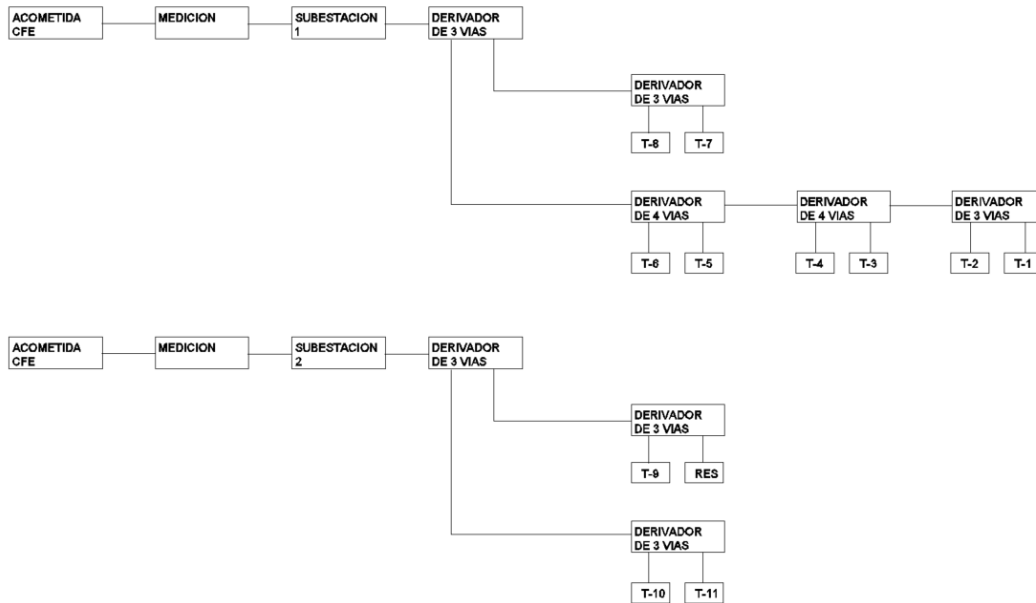 ACOMETIDA
CFE
MEDICION
SUBESTACION
1
DERIVADOR
DE 3 VIAS
DERIVADOR
DE 3 VIAS
T-8
T-7
DERIVADOR
DE 4 VIAS
DERIVADOR
DE 4 VIAS
DERIVADOR
DE 3 VIAS
T-6
T-5
T-4
T-3
T-2
T-1
ACOMETIDA
CFE
MEDICION
SUBESTACION
2
DERIVADOR
DE 3 VIAS
DERIVADOR
DE 3 VIAS
T-9
RES
DERIVADOR
DE 3 VIAS
T-10
T-11